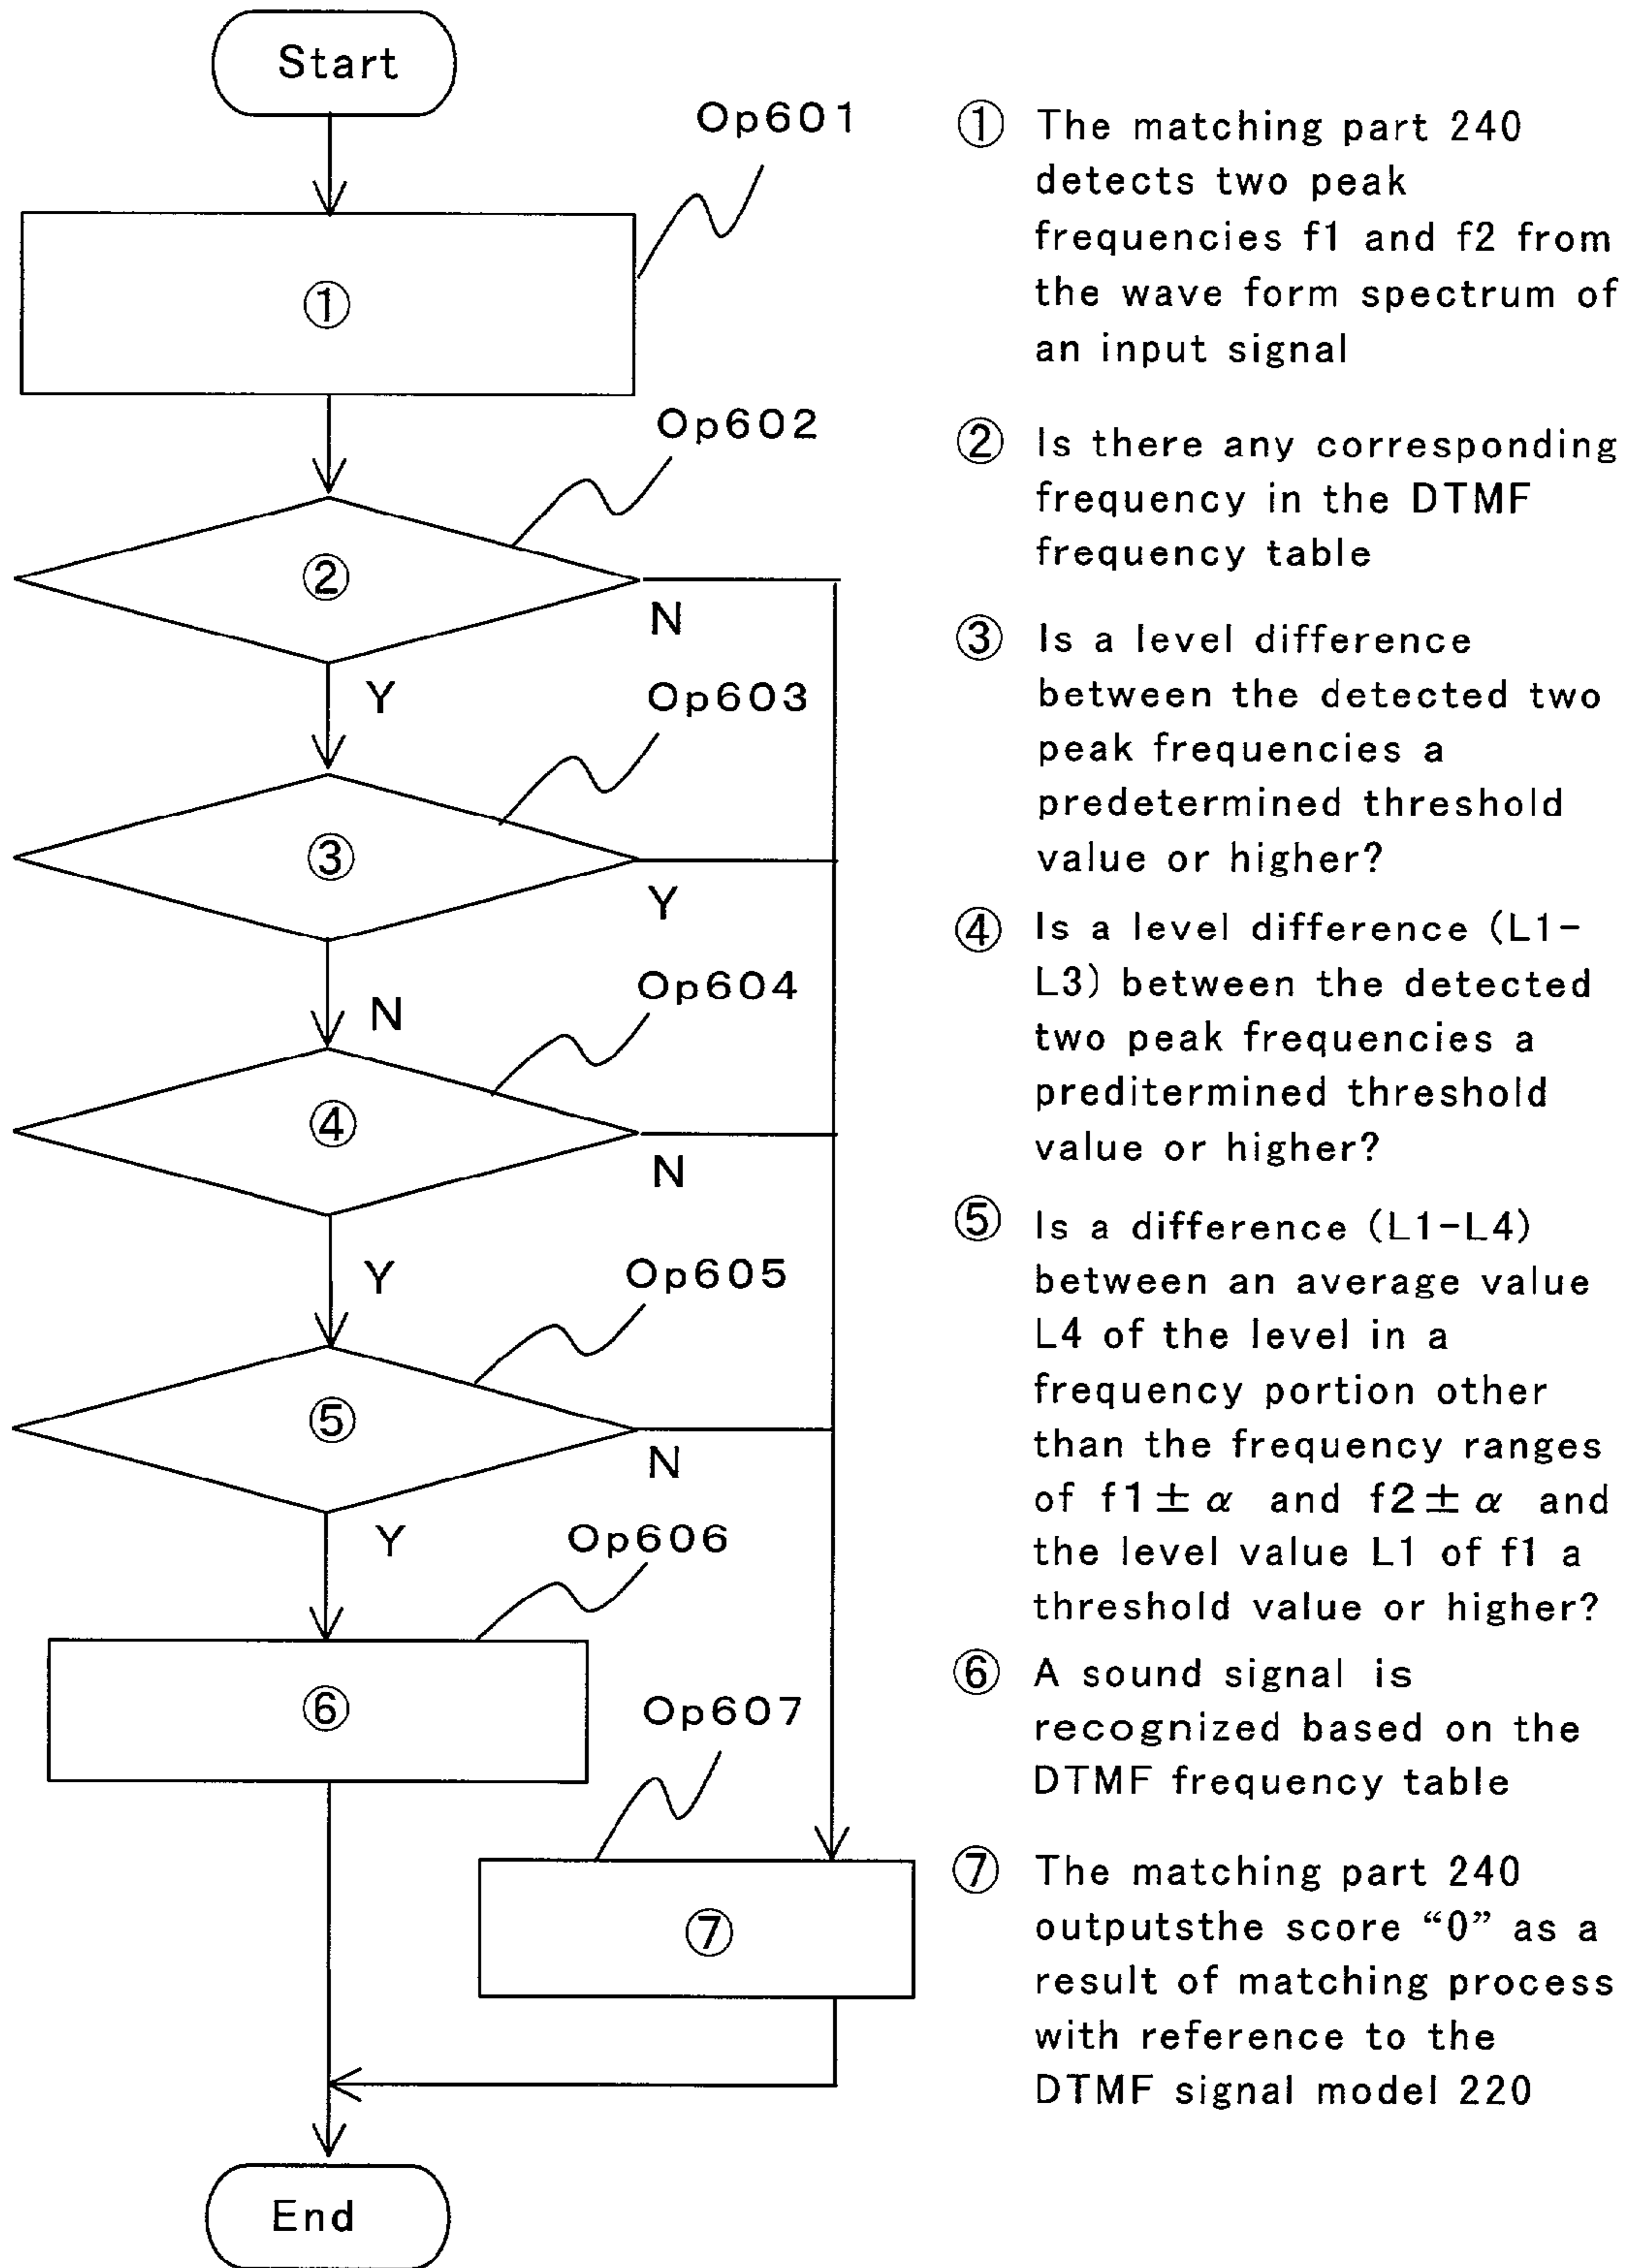 Start
Op601
①
Op602
②
N
Y
Op603
③
Y
N
Op604
④
N
Y
Op605
⑤
N
Y
Op606
⑥
Op607
⑦
End
① The matching part 240
detects two peak
frequencies f1 and f2 from
the wave form spectrum of
an input signal
② Is there any corresponding
frequency in the DTMF
frequency table
③ Is a level difference
between the detected two
peak frequencies a
predetermined threshold
value or higher?
④ Is a level difference (L1-
L3) between the detected
two peak frequencies a
preditermined threshold
value or higher?
⑤ Is a difference (L1-L4)
between an average value
L4 of the level in a
frequency portion other
than the frequency ranges
of f1±α and f2±α and
the level value L1 of f1 a
threshold value or higher?
⑥ A sound signal is
recognized based on the
DTMF frequency table
⑦ The matching part 240
outputsthe score “0” as a
result of matching process
with reference to the
DTMF signal model 220